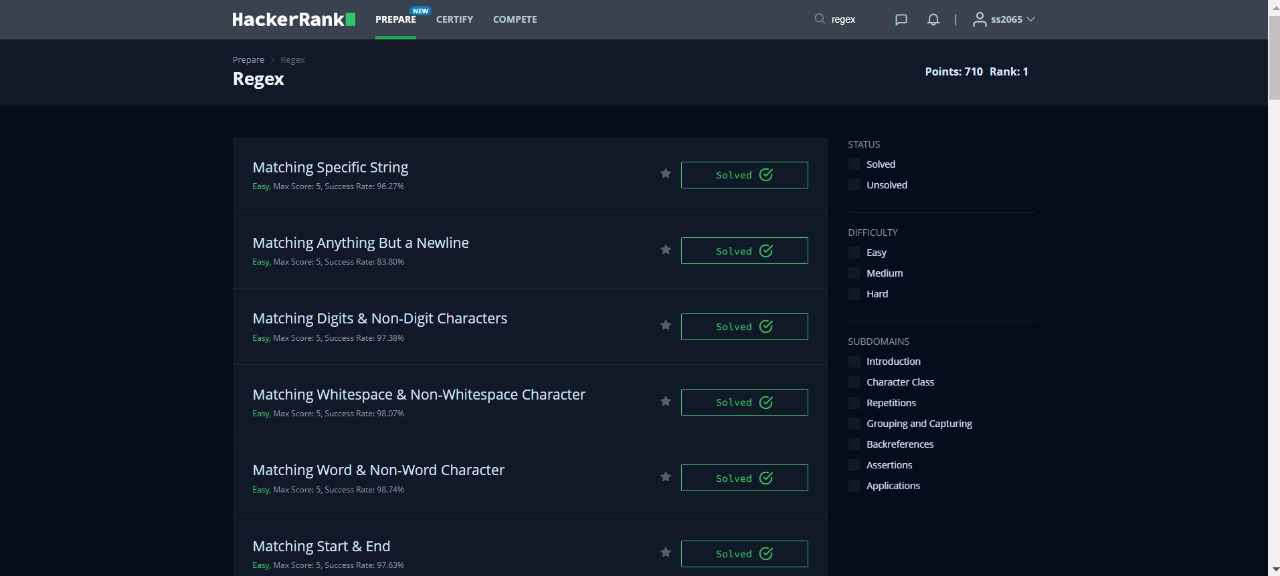 HackerRank PREPARE NEW CERTIFY COMPETE regex ss2065
Prepare > Regex
Regex
Points: 710 Rank: 1
Matching Specific String
Easy, Max Score: 5, Success Rate: 96.27%
Solved
Matching Anything But a Newline
Easy, Max Score: 5, Success Rate: 83.80%
Solved
Matching Digits & Non-Digit Characters
Easy, Max Score: 5, Success Rate: 97.38%
Solved
Matching Whitespace & Non-Whitespace Character
Easy, Max Score: 5, Success Rate: 98.07%
Solved
Matching Word & Non-Word Character
Easy, Max Score: 5, Success Rate: 98.74%
Solved
Matching Start & End
Easy, Max Score: 5, Success Rate: 97.63%
Solved
STATUS
Solved
Unsolved
DIFFICULTY
Easy
Medium
Hard
SUBDOMAINS
Introduction
Character Class
Repetitions
Grouping and Capturing
Backreferences
Assertions
Applications